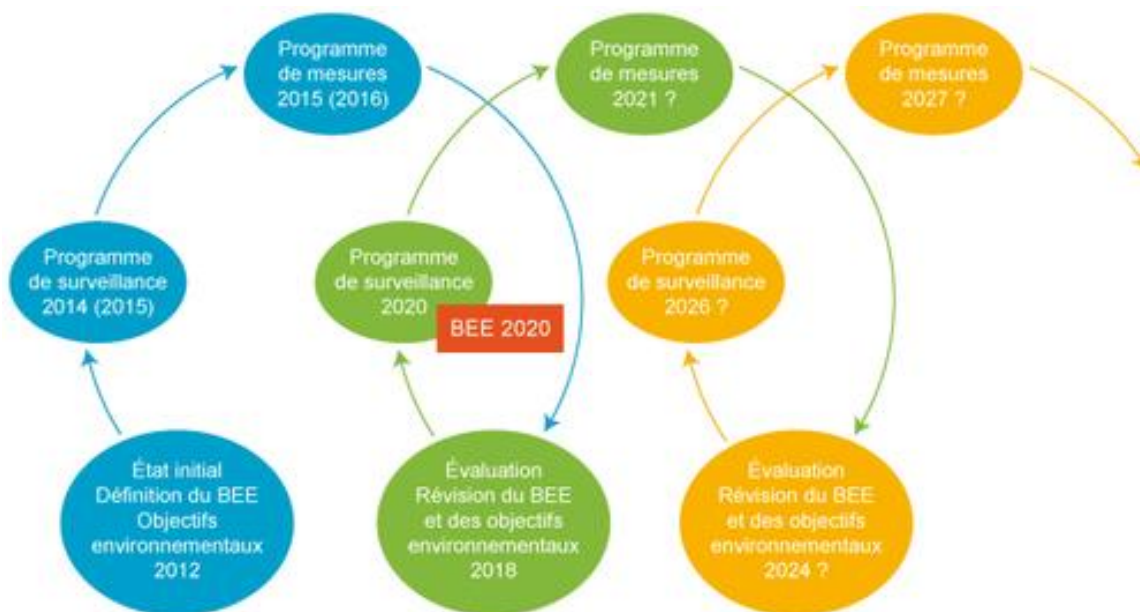 Programme
de mesures
2015 (2016)
Programme
de mesures
2021 ?
Programme
de mesures
2027 ?
Programme
de surveillance
2014 (2015)
Programme
de surveillance
2020
BEE 2020
Programme
de surveillance
2026 ?
État initial
Définition du BEE
Objectifs
environnementaux
2012
Évaluation
Révision du BEE
et des objectifs
environnementaux
2018
Évaluation
Révision du BEE
et des objectifs
environnementaux
2024 ?